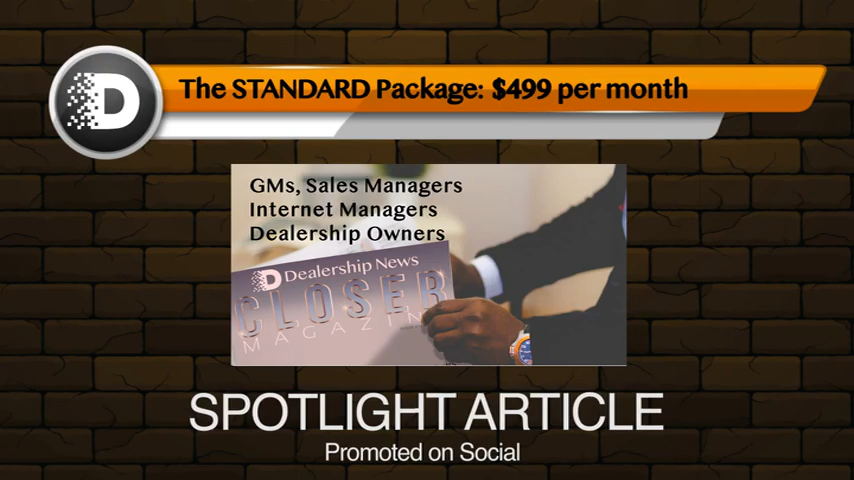 D
The STANDARD Package: $499 per month
GMs, Sales Managers
Internet Managers
Dealership Owners
D Dealership News
CLOSER
MAGAZIN
SPOTLIGHT ARTICLE
Promoted on Social